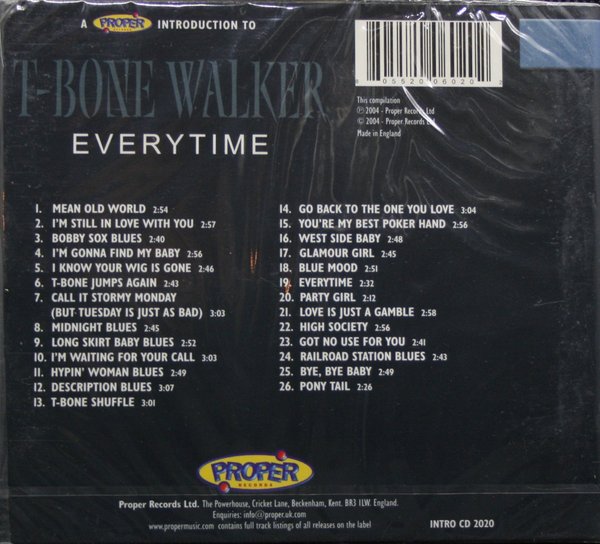 A PROPER RECORDS INTRODUCTION TO
T-BONE WALKER
EVERYTIME
8 05520 06020 2
This compilation
℗ 2004 - Proper Records Ltd
© 2004 - Proper Records Ltd
Made in England
1. MEAN OLD WORLD 2:54
2. I'M STILL IN LOVE WITH YOU 2:57
3. BOBBY SOX BLUES 2:40
4. I'M GONNA FIND MY BABY 2:56
5. I KNOW YOUR WIG IS GONE 2:46
6. T-BONE JUMPS AGAIN 2:43
7. CALL IT STORMY MONDAY
(BUT TUESDAY IS JUST AS BAD) 3:03
8. MIDNIGHT BLUES 2:45
9. LONG SKIRT BABY BLUES 2:52
10. I'M WAITING FOR YOUR CALL 3:03
11. HYPIN' WOMAN BLUES 2:49
12. DESCRIPTION BLUES 3:07
13. T-BONE SHUFFLE 3:01
14. GO BACK TO THE ONE YOU LOVE 3:04
15. YOU'RE MY BEST POKER HAND 2:56
16. WEST SIDE BABY 2:48
17. GLAMOUR GIRL 2:45
18. BLUE MOOD 2:51
19. EVERYTIME 2:32
20. PARTY GIRL 2:12
21. LOVE IS JUST A GAMBLE 2:58
22. HIGH SOCIETY 2:56
23. GOT NO USE FOR YOU 2:41
24. RAILROAD STATION BLUES 2:43
25. BYE, BYE BABY 2:49
26. PONY TAIL 2:26
PROPER
RECORDS
Proper Records Ltd. The Powerhouse, Cricket Lane, Beckenham, Kent. BR3 1LW. England.
Enquiries: info@proper.uk.com
www.propermusic.com contains full track listings of all releases on the label
INTRO CD 2020